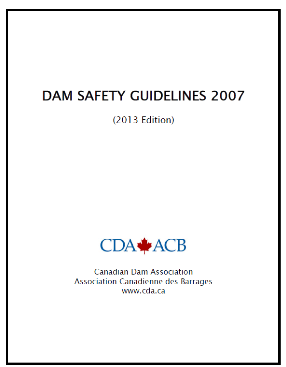 DAM SAFETY GUIDELINES 2007
(2013 Edition)
CDA ACB
Canadian Dam Association
Association Canadienne des Barrages
www.cda.ca